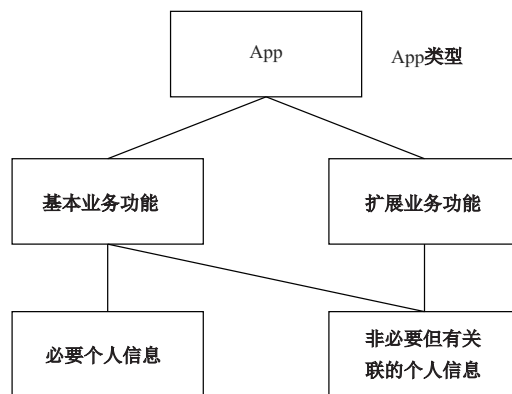 App
App类型
基本业务功能
扩展业务功能
必要个人信息
非必要但有关
联的个人信息